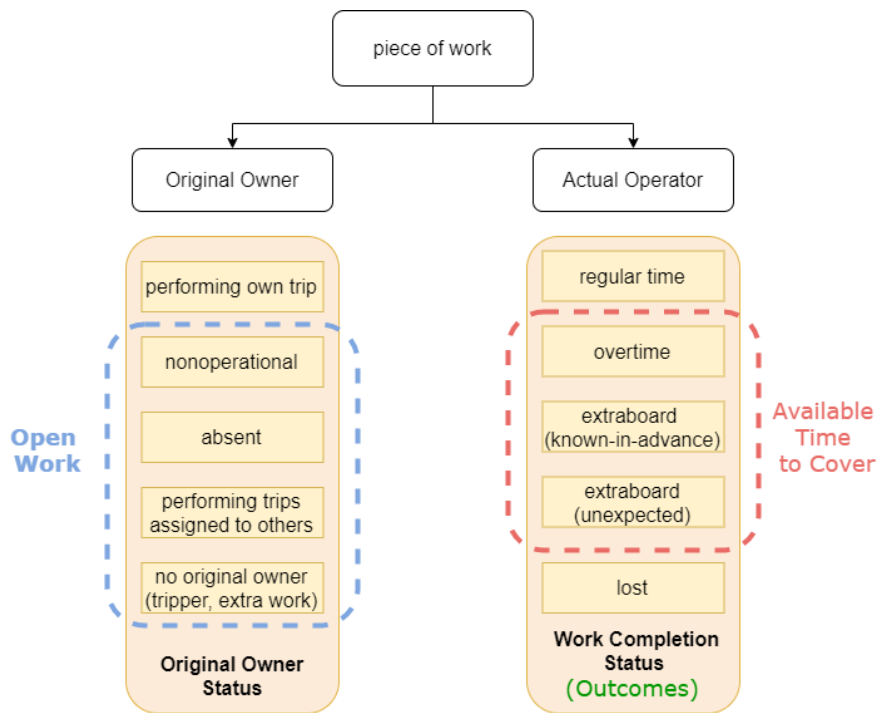 piece of work
Original Owner
Actual Operator
performing own trip
nonoperational
absent
performing trips
assigned to others
no original owner
(tripper, extra work)
Original Owner
Status
Open
Work
regular time
overtime
extraboard
(known-in-advance)
extraboard
(unexpected)
lost
Work Completion
Status
(Outcomes)
Available
Time
to Cover